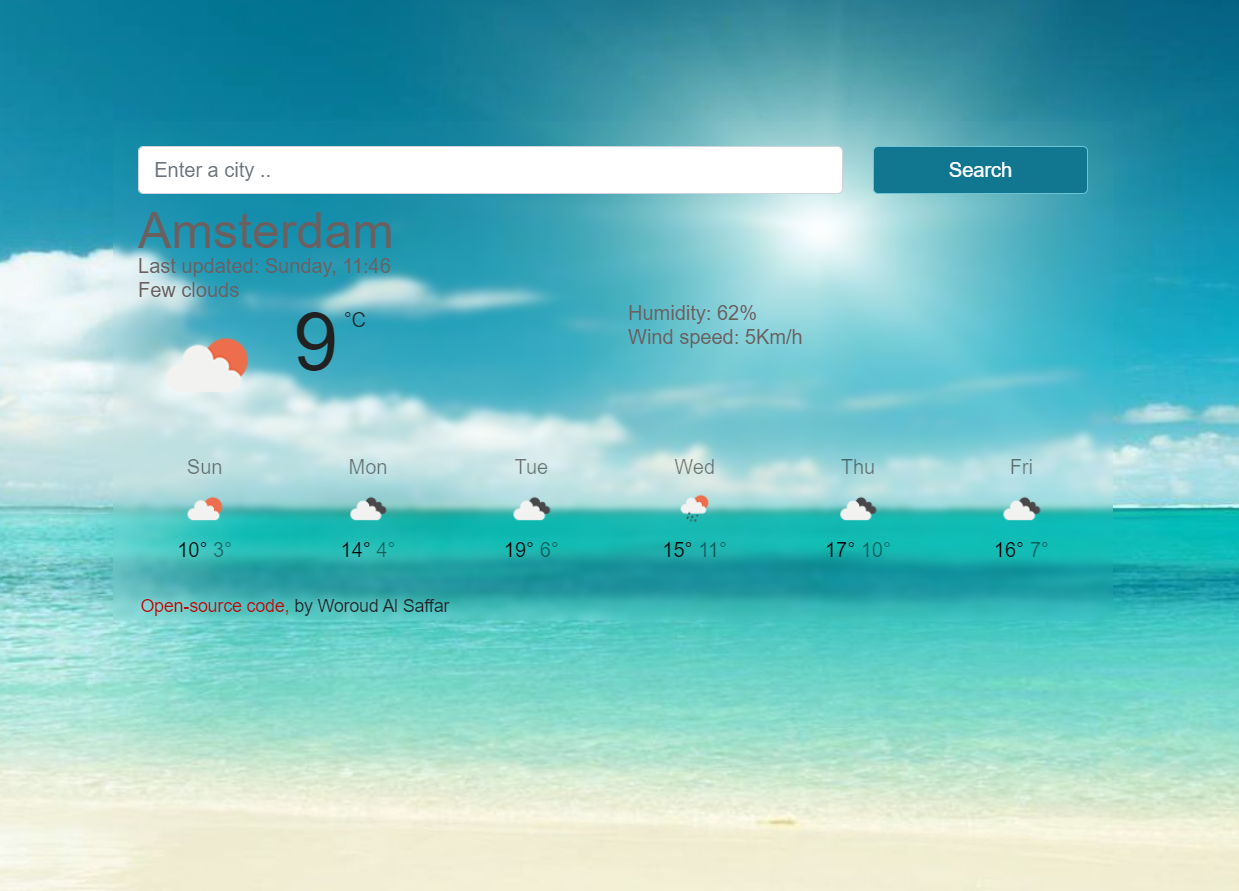 Enter a city ..
Search
Amsterdam
Last updated: Sunday, 11:46
Few clouds
9 °C
Humidity: 62%
Wind speed: 5Km/h
Sun Mon Tue Wed Thu Fri
10° 3° 14° 4° 19° 6° 15° 11° 17° 10° 16° 7°
Open-source code, by Woroud Al Saffar